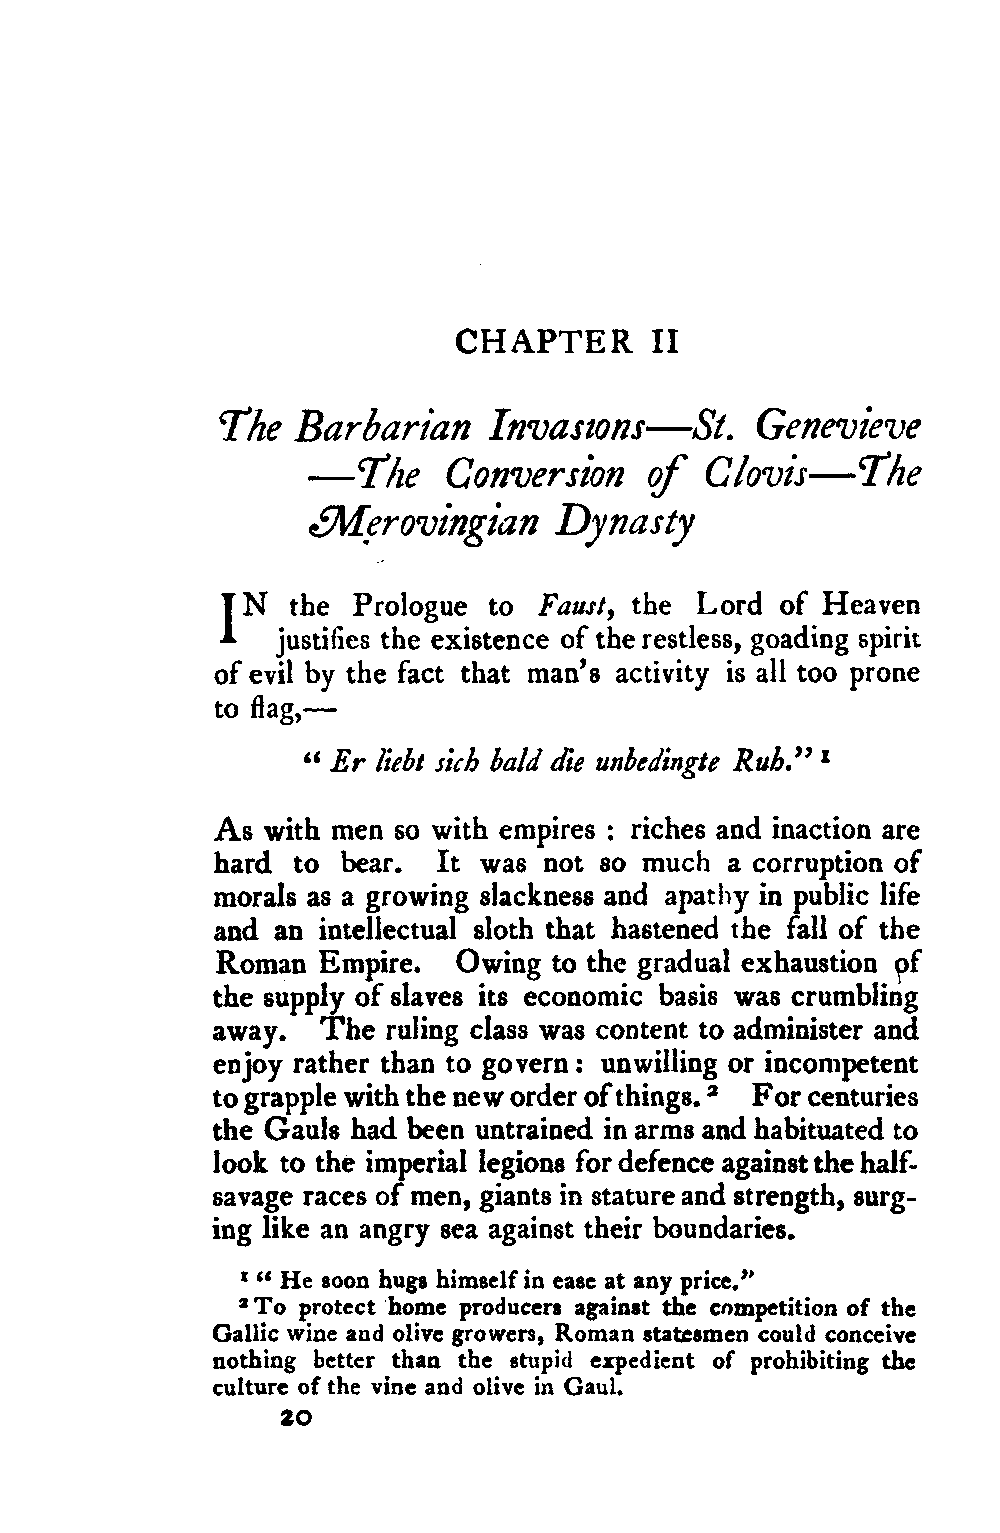 CHAPTER II
The Barbarian Invasions—St. Genevieve
—The Conversion of Clovis—The
Merovingian Dynasty
IN the Prologue to Faust, the Lord of Heaven
justifies the existence of the restless, goading spirit
of evil by the fact that man's activity is all too prone
to flag,—
“ Er liebt sich bald die unbedingte Ruh.” ¹
As with men so with empires : riches and inaction are
hard to bear. It was not so much a corruption of
morals as a growing slackness and apathy in public life
and an intellectual sloth that hastened the fall of the
Roman Empire. Owing to the gradual exhaustion of
the supply of slaves its economic basis was crumbling
away. The ruling class was content to administer and
enjoy rather than to govern : unwilling or incompetent
to grapple with the new order of things. ² For centuries
the Gauls had been untrained in arms and habituated to
look to the imperial legions for defence against the half-
savage races of men, giants in stature and strength, surg-
ing like an angry sea against their boundaries.
¹ “ He soon hugs himself in ease at any price.”
² To protect home producers against the competition of the
Gallic wine and olive growers, Roman statesmen could conceive
nothing better than the stupid expedient of prohibiting the
culture of the vine and olive in Gaul.
20